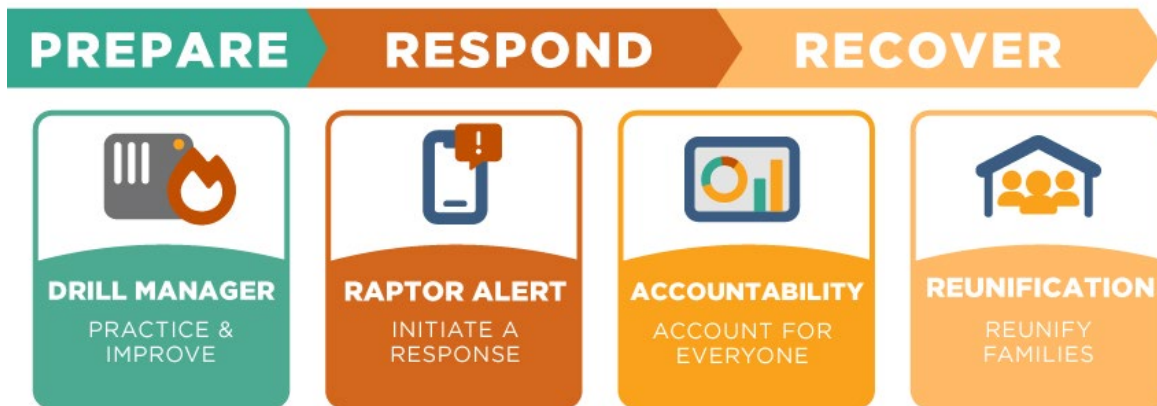 PREPARE
RESPOND
RECOVER
DRILL MANAGER
PRACTICE &
IMPROVE
RAPTOR ALERT
INITIATE A
RESPONSE
ACCOUNTABILITY
ACCOUNT FOR
EVERYONE
REUNIFICATION
REUNIFY
FAMILIES